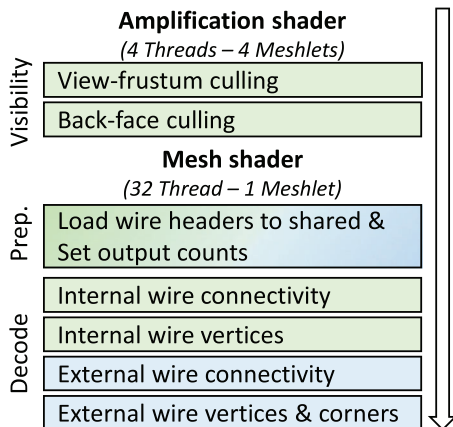 Amplification shader
(4 Threads – 4 Meshlets)
Visibility
View-frustum culling
Back-face culling
Mesh shader
(32 Thread – 1 Meshlet)
Prep.
Load wire headers to shared &
Set output counts
Decode
Internal wire connectivity
Internal wire vertices
External wire connectivity
External wire vertices & corners